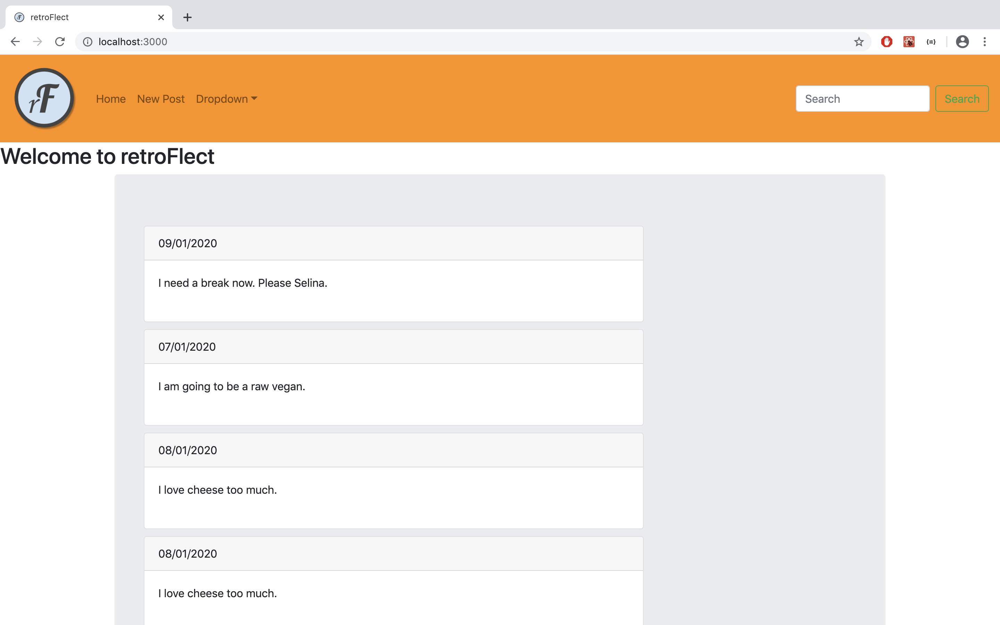 retroFlect
localhost:3000
rF
Home New Post Dropdown
Search
Search
Welcome to retroFlect
09/01/2020
I need a break now. Please Selina.
07/01/2020
I am going to be a raw vegan.
08/01/2020
I love cheese too much.
08/01/2020
I love cheese too much.